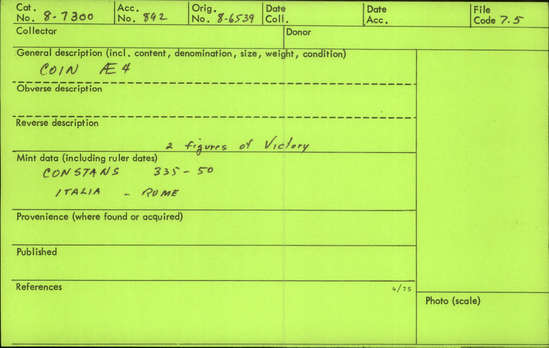 Cat. No. 8-7300 Acc. No. 842 Orig. No. 8-6539 Date Coll. Date Acc. File Code 7.5
Collector Donor
General description (incl. content, denomination, size, weight, condition)
COIN Æ 4
Obverse description
Reverse description
2 figures of Victory
Mint data (including ruler dates)
CONSTANS 335-50
ITALIA - ROME
Provenience (where found or acquired)
Published
References 4/75
Photo (scale)